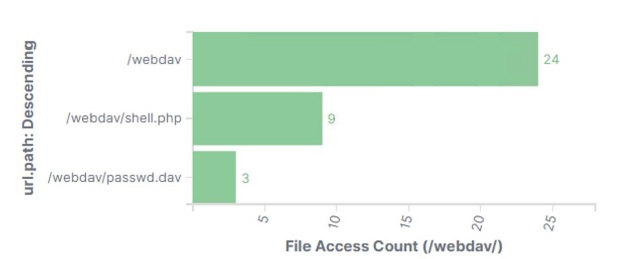 url.path: Descending
/webdav
24
/webdav/shell.php
9
/webdav/passwd.dav
3
5
10
15
20
25
File Access Count (/webdav/)